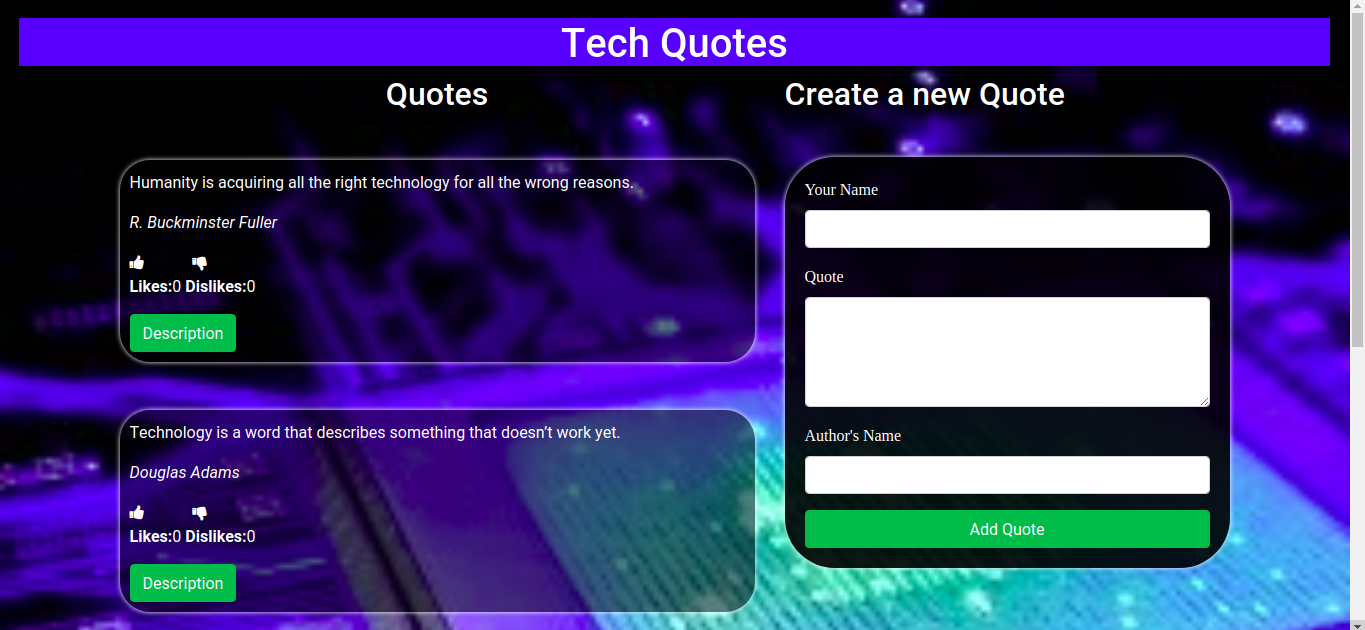 Tech Quotes
Quotes
Humanity is acquiring all the right technology for all the wrong reasons.
R. Buckminster Fuller
Likes:0 Dislikes:0
Description
Technology is a word that describes something that doesn’t work yet.
Douglas Adams
Likes:0 Dislikes:0
Description
Create a new Quote
Your Name
Quote
Author's Name
Add Quote